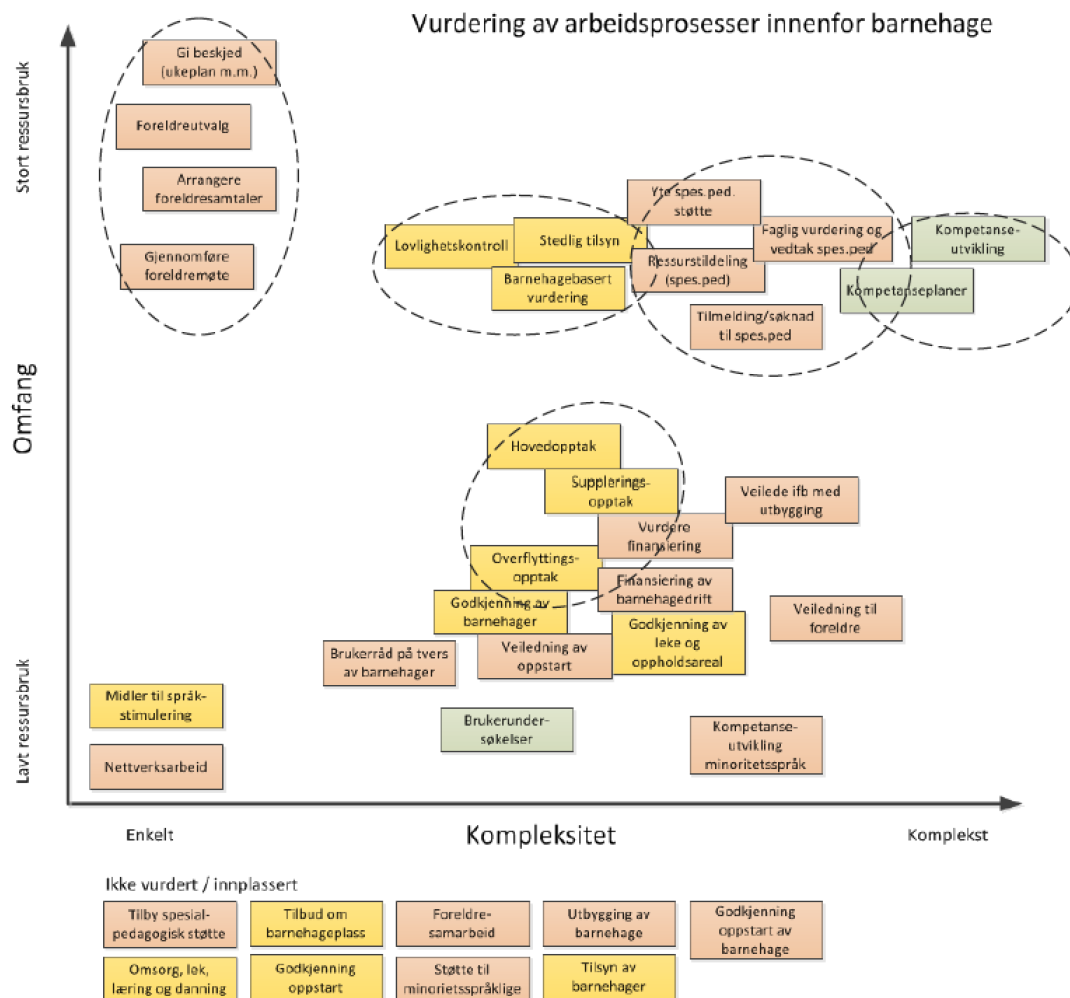 Vurdering av arbeidsprosesser innenfor barnehage
Stort ressursbruk
Omfang
Lavt ressursbruk
Gi beskjed
(ukeplan m.m.)
Foreldreutvalg
Arrangere
foreldresamtaler
Gjennomføre
foreldremøte
Lovlighetskontroll
Stedlig tilsyn
Barnehagebasert
vurdering
Yte spes.ped.
støtte
Ressurstildeling
(spes.ped)
Faglig vurdering og
vedtak spes.ped
Tilmelding/søknad
til spes.ped
Kompetanse-
utvikling
Kompetanseplaner
Hovedopptak
Supplerings-
opptak
Vurdere
finansiering
Veilede ifb med
utbygging
Overflyttings-
opptak
Finansiering av
barnehagedrift
Godkjenning av
barnehager
Godkjenning av
leke og
oppholdsareal
Veiledning til
foreldre
Brukerråd på tvers
av barnehager
Veiledning av
oppstart
Midler til språk-
stimulering
Nettverksarbeid
Brukerunder-
søkelser
Kompetanse-
utvikling
minoritetsspråk
Enkelt
Kompleksitet
Komplekst
Ikke vurdert / innplassert
Tilby spesial-
pedagogisk støtte
Tilbud om
barnehageplass
Foreldre-
samarbeid
Utbygging av
barnehage
Godkjenning
oppstart av
barnehage
Omsorg, lek,
læring og danning
Godkjenning
oppstart
Støtte til
minorietsspråklige
Tilsyn av
barnehager